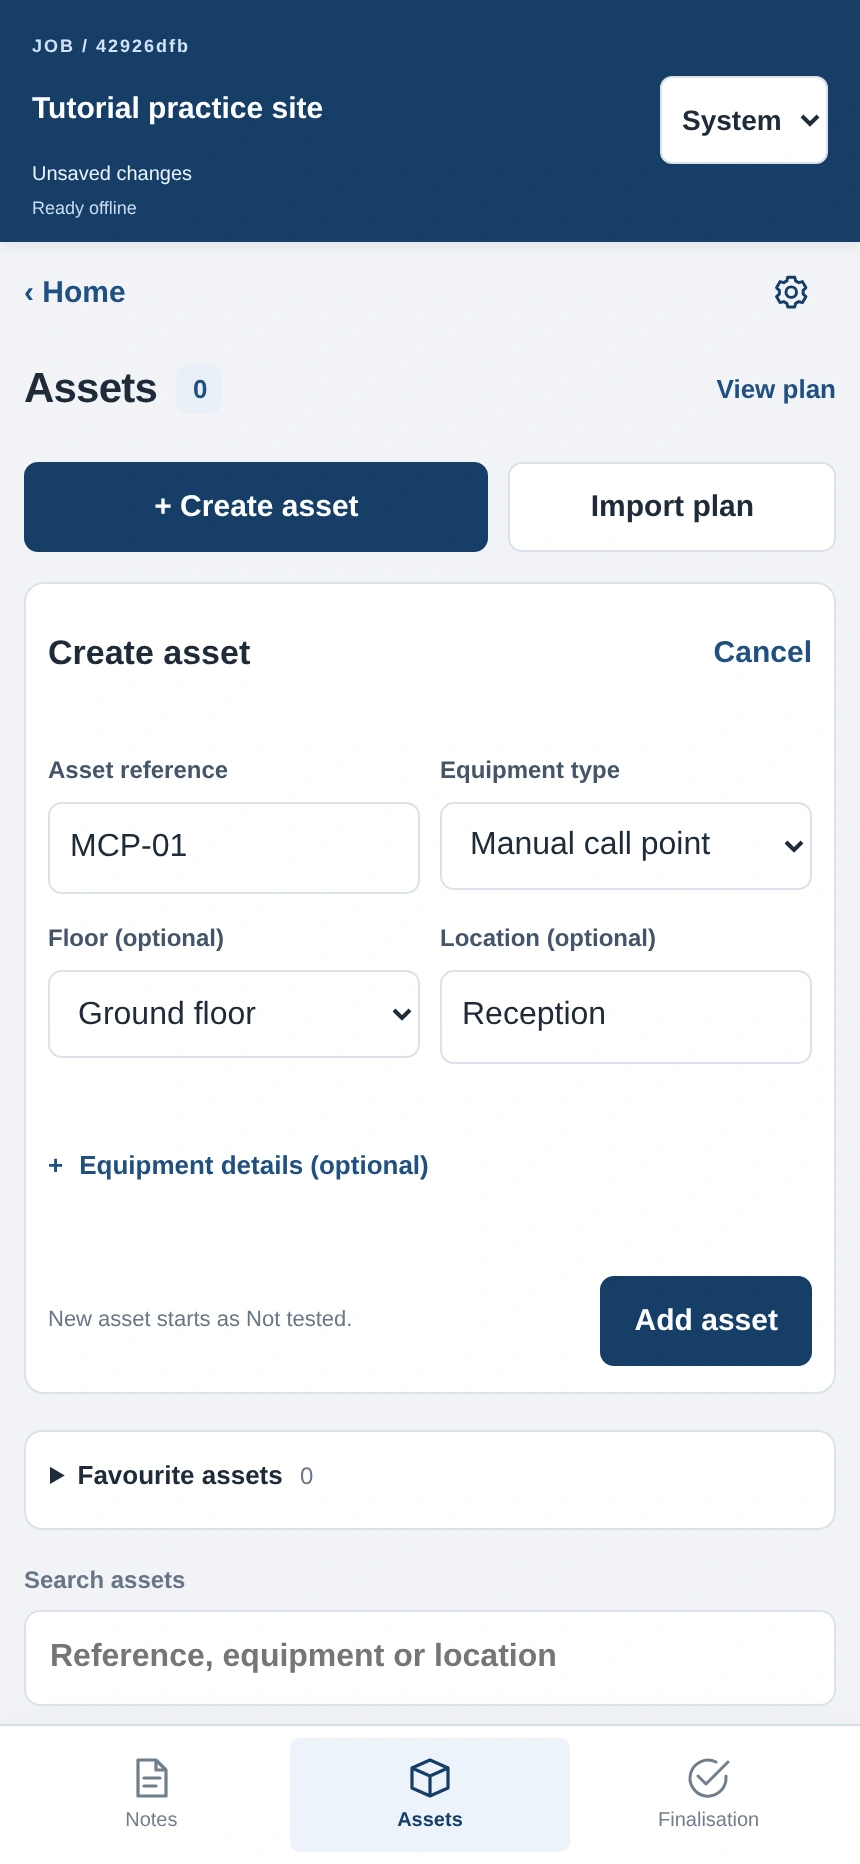 JOB / 42926dfb
Tutorial practice site
System
Unsaved changes
Ready offline
‹ Home
Assets 0
View plan
+ Create asset
Import plan
Create asset
Cancel
Asset reference
Equipment type
MCP-01
Manual call point
Floor (optional)
Location (optional)
Ground floor
Reception
+ Equipment details (optional)
New asset starts as Not tested.
Add asset
Favourite assets 0
Search assets
Reference, equipment or location
Notes
Assets
Finalisation